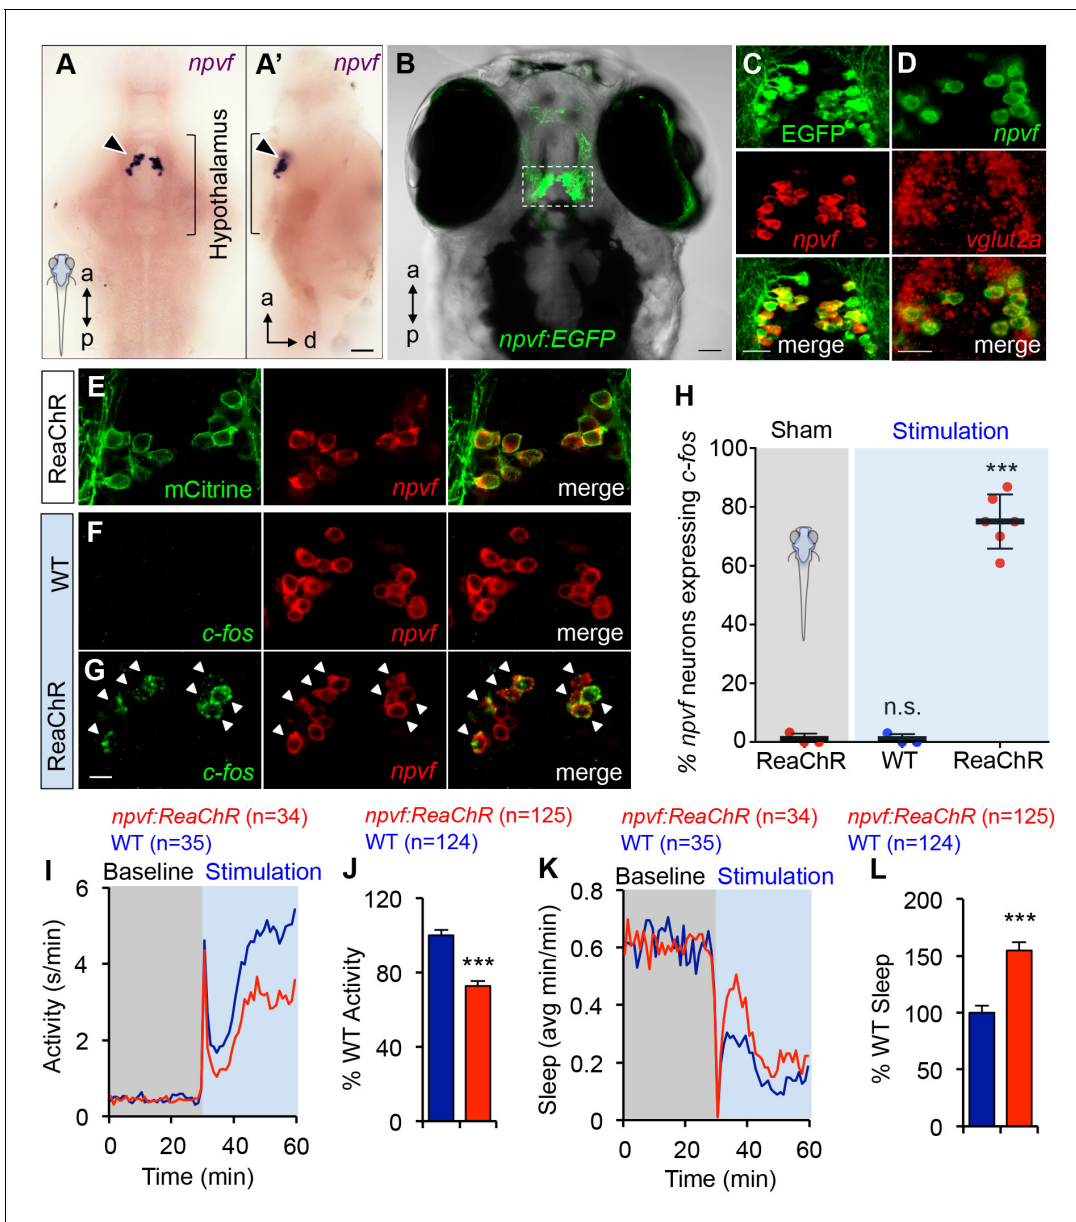 A npvf
A' npvf
Hypothalamus
a
p
a
d
B
a
p
npvf:EGFP
C
EGFP
npvf
merge
D
npvf
vglut2a
merge
ReaChR
E
mCitrine
npvf
merge
WT
F
c-fos
npvf
merge
ReaChR
G
c-fos
npvf
merge
H
Sham Stimulation
% npvf neurons expressing c-fos
100
80
60
40
20
0
n.s.
***
ReaChR WT ReaChR
npvf:ReaChR (n=34)
WT (n=35)
I
Baseline Stimulation
Activity (s/min)
6
4
2
0
0 20 40 60
Time (min)
npvf:ReaChR (n=125)
WT (n=124)
J
% WT Activity
120
80
40
0
***
npvf:ReaChR (n=34)
WT (n=35)
K
Baseline Stimulation
Sleep (avg min/min)
0.8
0.6
0.4
0.2
0
0 20 40 60
Time (min)
npvf:ReaChR (n=125)
WT (n=124)
L
% WT Sleep
200
150
100
50
0
***